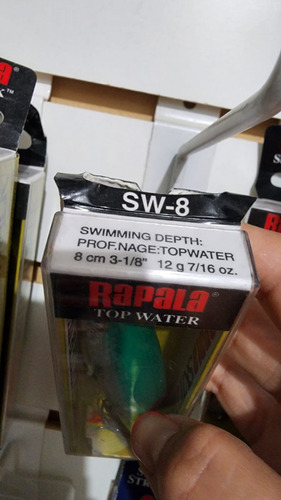 SW-8
SWIMMING DEPTH:
PROF.NAGE:TOPWATER
8 cm 3-1/8" 12 g 7/16 oz.
RAPALA
TOP WATER